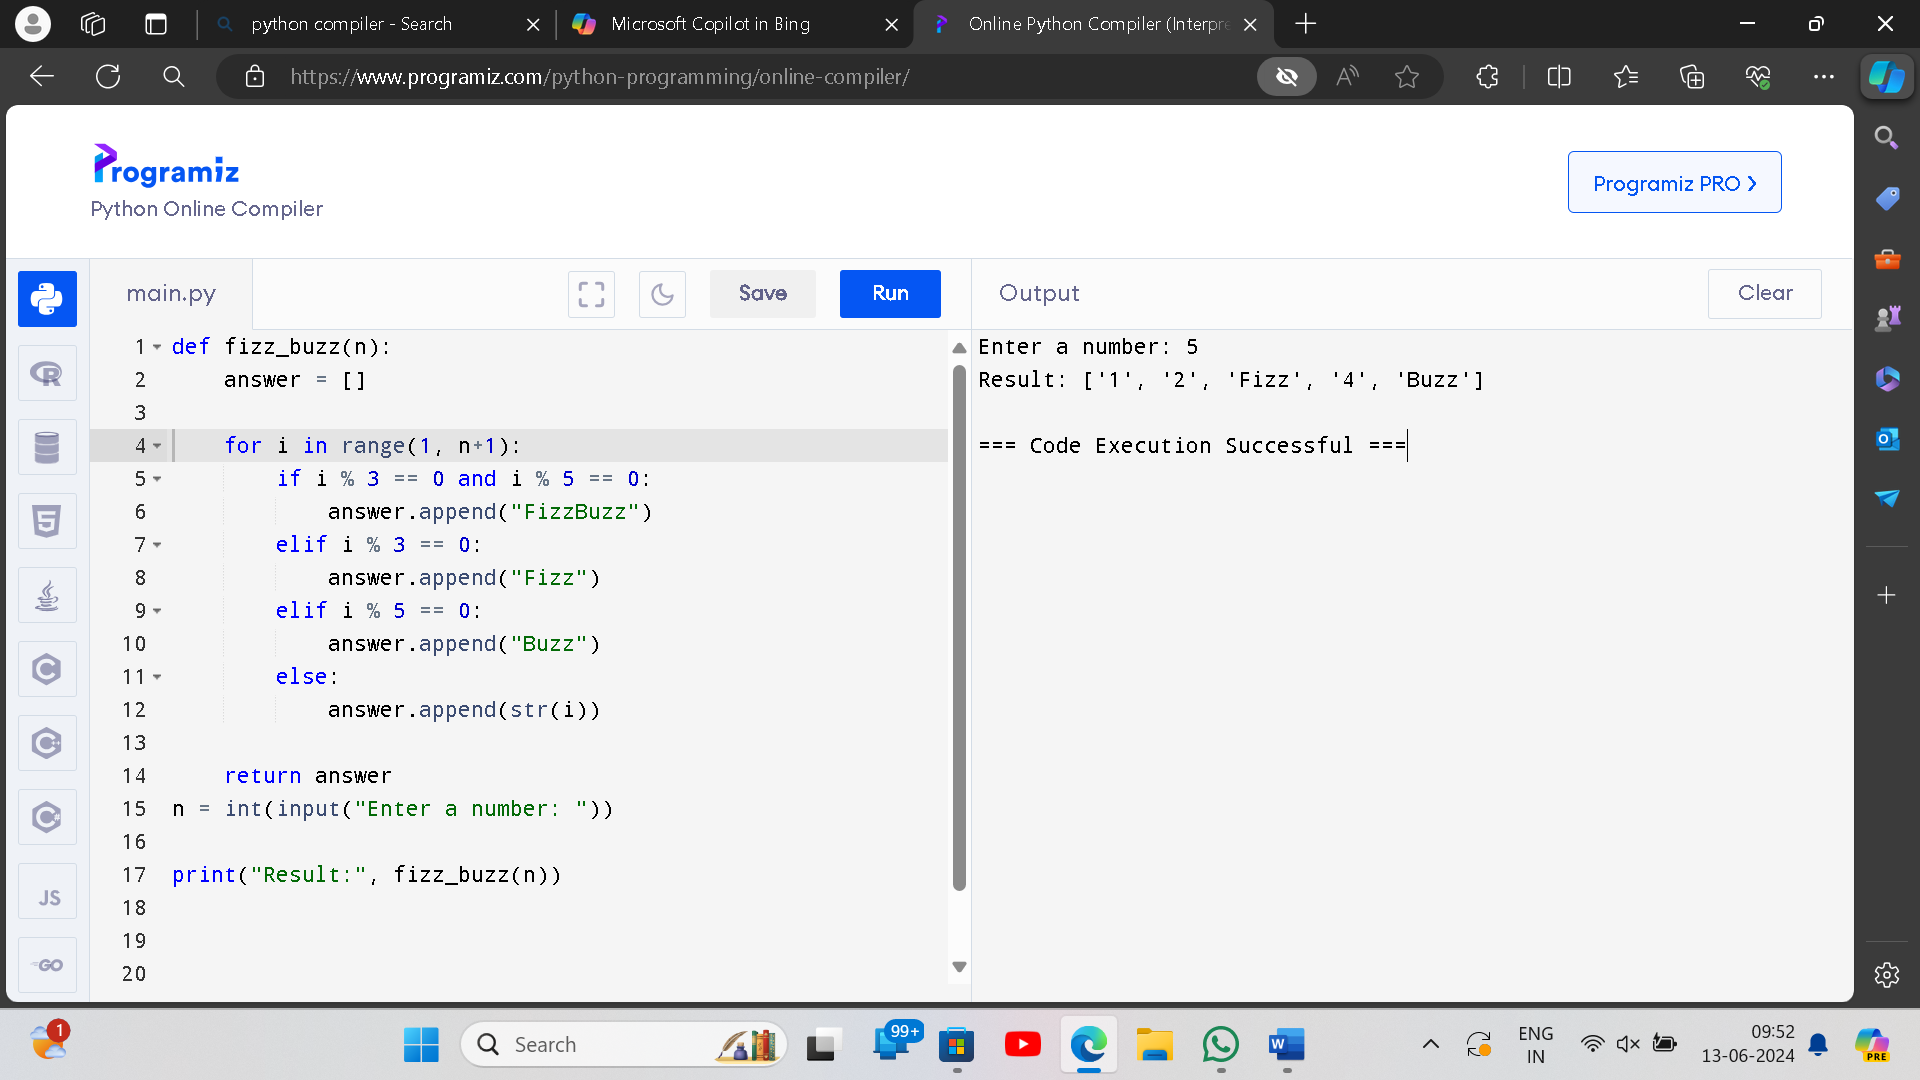 python compiler - Search
Microsoft Copilot in Bing
Online Python Compiler (Interpre
https://www.programiz.com/python-programming/online-compiler/
Programiz
Python Online Compiler
Programiz PRO
main.py
Save
Run
Output
Clear
1 def fizz_buzz(n):
2     answer = []
3
4     for i in range(1, n+1):
5         if i % 3 == 0 and i % 5 == 0:
6             answer.append("FizzBuzz")
7         elif i % 3 == 0:
8             answer.append("Fizz")
9         elif i % 5 == 0:
10             answer.append("Buzz")
11         else:
12             answer.append(str(i))
13
14     return answer
15 n = int(input("Enter a number: "))
16
17 print("Result:", fizz_buzz(n))
18
19
20
Enter a number: 5
Result: ['1', '2', 'Fizz', '4', 'Buzz']
=== Code Execution Successful ===
R
5
C
C++
C#
JS
GO
1
Search
99+
W
ENG
IN
09:52
13-06-2024
PRE